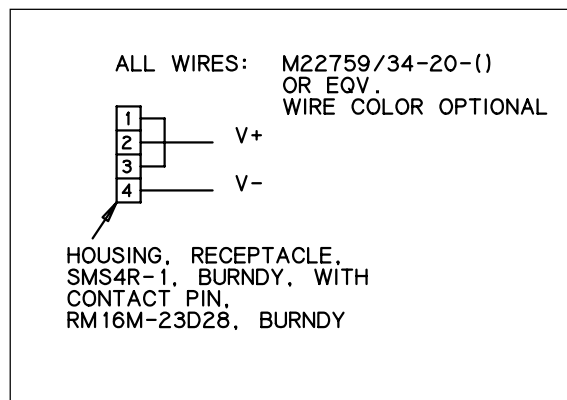 ALL WIRES: M22759/34-20-()
OR EQV.
WIRE COLOR OPTIONAL
1
2 V+
3
4 V-
HOUSING, RECEPTACLE,
SMS4R-1, BURNDY, WITH
CONTACT PIN,
RM16M-23D28, BURNDY